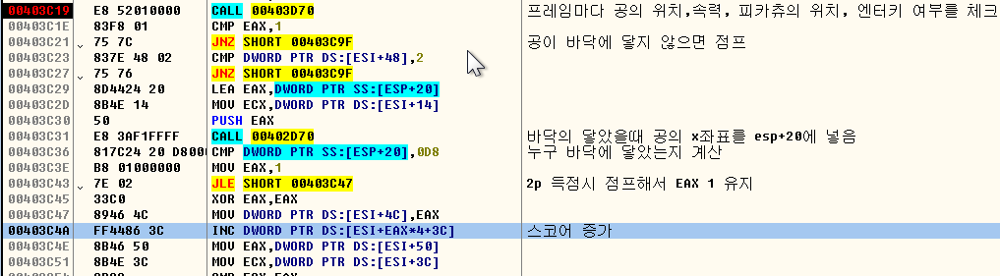 00403C19 E8 52010000 CALL 00403D70 프레임마다 공의 위치,속력, 피카츄의 위치, 엔터키 여부를 체크
00403C1E 83F8 01 CMP EAX,1
00403C21 75 7C JNZ SHORT 00403C9F 공이 바닥에 닿지 않으면 점프
00403C23 837E 48 02 CMP DWORD PTR DS:[ESI+48],2
00403C27 75 76 JNZ SHORT 00403C9F
00403C29 8D4424 20 LEA EAX,DWORD PTR SS:[ESP+20]
00403C2D 8B4E 14 MOV ECX,DWORD PTR DS:[ESI+14]
00403C30 50 PUSH EAX
00403C31 E8 3AF1FFFF CALL 00402D70 바닥의 닿았을때 공의 x좌표를 esp+20에 넣음
00403C36 817C24 20 D800 CMP DWORD PTR SS:[ESP+20],0D8 누구 바닥에 닿았는지 계산
00403C3E B8 01000000 MOV EAX,1
00403C43 7E 02 JLE SHORT 00403C47 2p 득점시 점프해서 EAX 1 유지
00403C45 33C0 XOR EAX,EAX
00403C47 8946 4C MOV DWORD PTR DS:[ESI+4C],EAX
00403C4A FF4486 3C INC DWORD PTR DS:[ESI+EAX*4+3C] 스코어 증가
00403C4E 8B46 50 MOV EAX,DWORD PTR DS:[ESI+50]
00403C51 8B4E 3C MOV ECX,DWORD PTR DS:[ESI+3C]